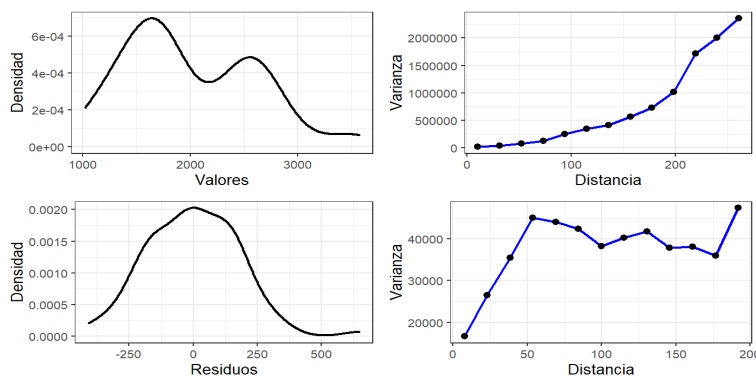 Densidad
6e-04
4e-04
2e-04
0e+00
1000 2000 3000
Valores
Varianza
2000000
1500000
1000000
500000
0
100 200
Distancia
Densidad
0.0020
0.0015
0.0010
0.0005
0.0000
-250 0 250 500
Residuos
Varianza
40000
30000
20000
0 50 100 150 200
Distancia